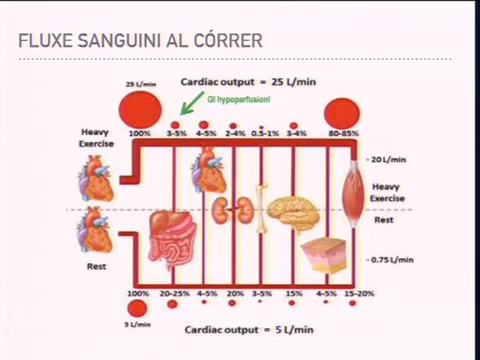 FLUXE SANGUINI AL CÓRRER
25 L/min
Cardiac output = 25 L/min
GI hypoperfusion!
Heavy Exercise
100% 3-5% 4-5% 2-4% 0.5-1% 3-4% 80-85%
20 L/min
Heavy Exercise
Rest
Rest
0.75 L/min
100% 20-25% 4-5% 20% 3-5% 15% 4-5% 15-20%
5 L/min
Cardiac output = 5 L/min